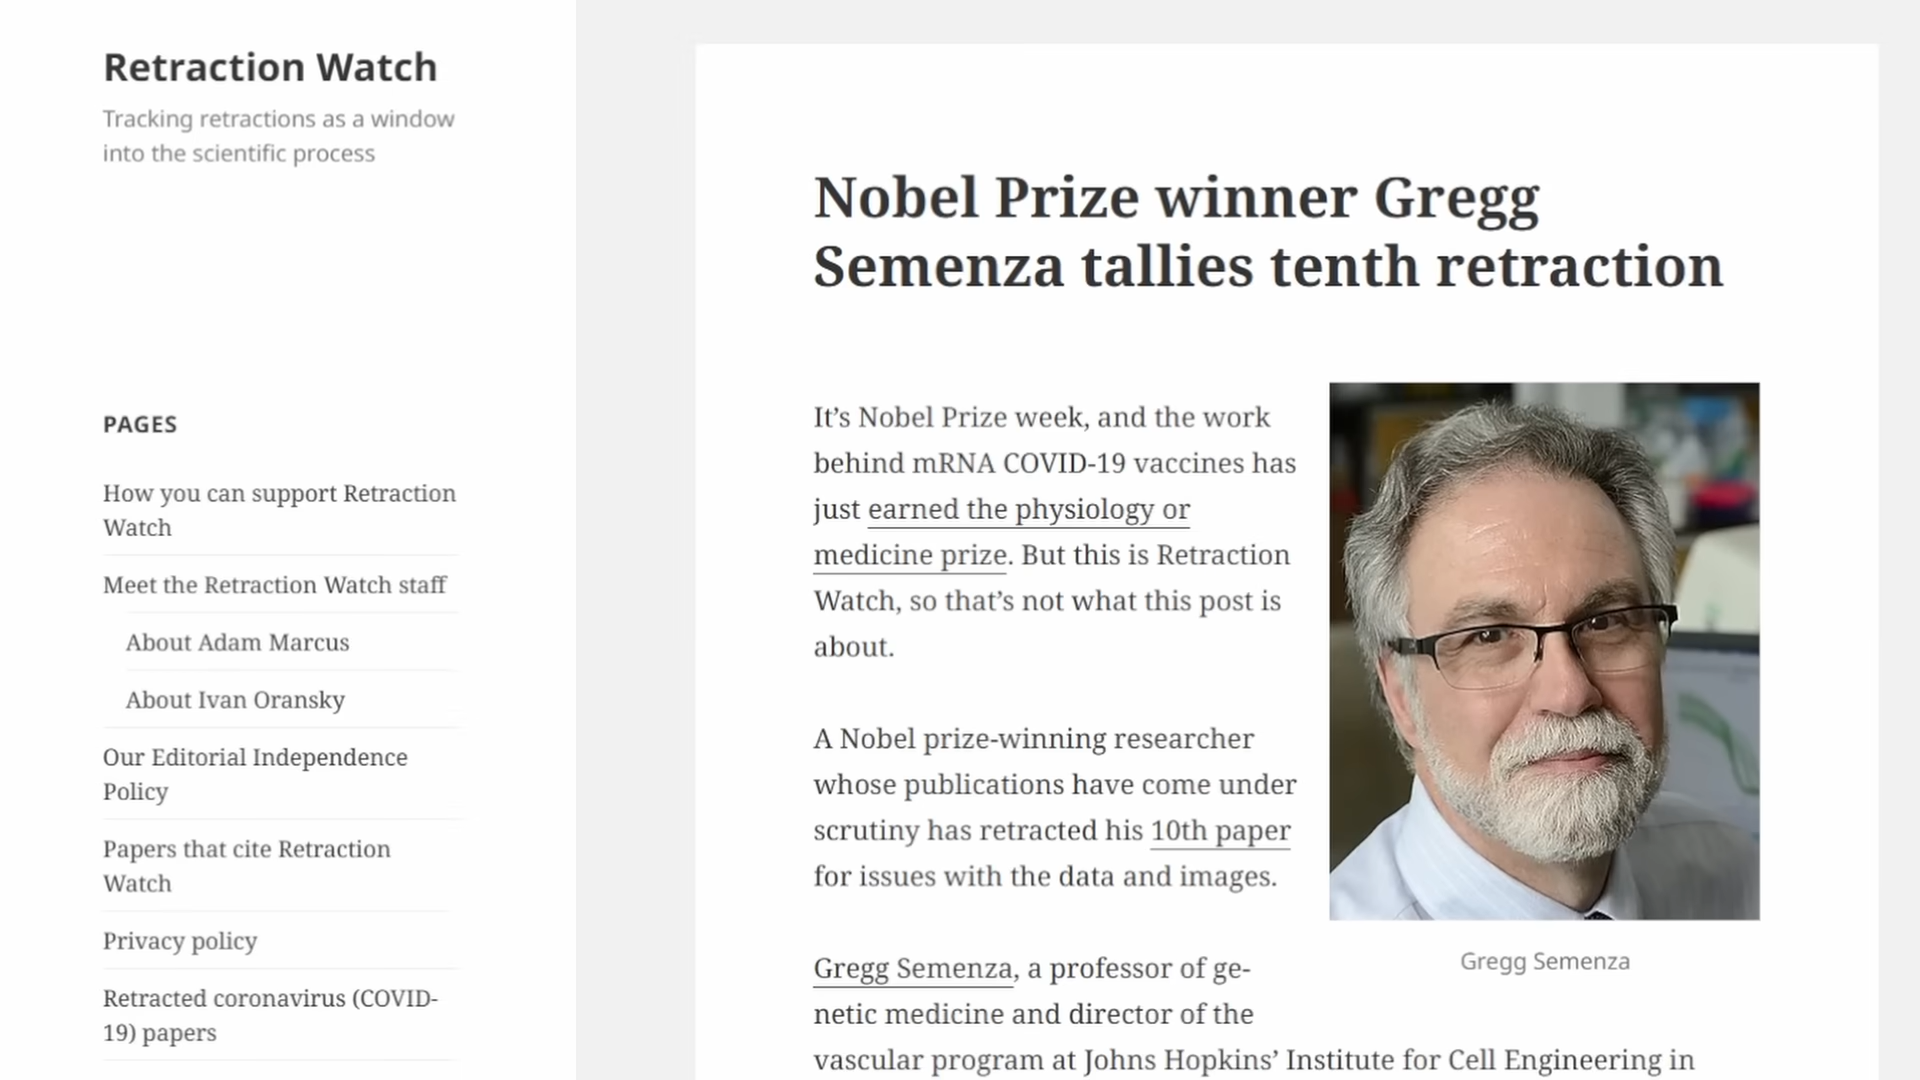 Retraction Watch
Tracking retractions as a window
into the scientific process
PAGES
How you can support Retraction
Watch
Meet the Retraction Watch staff
About Adam Marcus
About Ivan Oransky
Our Editorial Independence
Policy
Papers that cite Retraction
Watch
Privacy policy
Retracted coronavirus (COVID-
19) papers
Nobel Prize winner Gregg
Semenza tallies tenth retraction
It’s Nobel Prize week, and the work
behind mRNA COVID-19 vaccines has
just earned the physiology or
medicine prize. But this is Retraction
Watch, so that’s not what this post is
about.
A Nobel prize-winning researcher
whose publications have come under
scrutiny has retracted his 10th paper
for issues with the data and images.
Gregg Semenza, a professor of ge-
netic medicine and director of the
vascular program at Johns Hopkins’ Institute for Cell Engineering in
Gregg Semenza